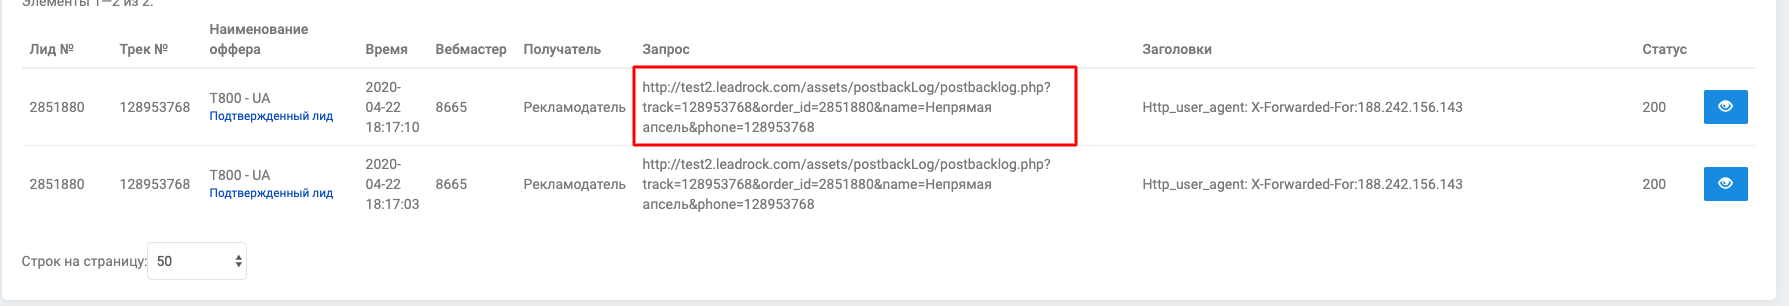 Элементы 1—2 из 2.
Лид № Трек № Наименование оффера Время Вебмастер Получатель Запрос Заголовки Статус
2851880 128953768 T800 - UA Подтвержденный лид 2020-04-22 18:17:10 8665 Рекламодатель http://test2.leadrock.com/assets/postbackLog/postbacklog.php?
track=128953768&order_id=2851880&name=Непрямая
апсель&phone=128953768 Http_user_agent: X-Forwarded-For:188.242.156.143 200
2851880 128953768 T800 - UA Подтвержденный лид 2020-04-22 18:17:03 8665 Рекламодатель http://test2.leadrock.com/assets/postbackLog/postbacklog.php?
track=128953768&order_id=2851880&name=Непрямая
апсель&phone=128953768 Http_user_agent: X-Forwarded-For:188.242.156.143 200
Строк на страницу: 50